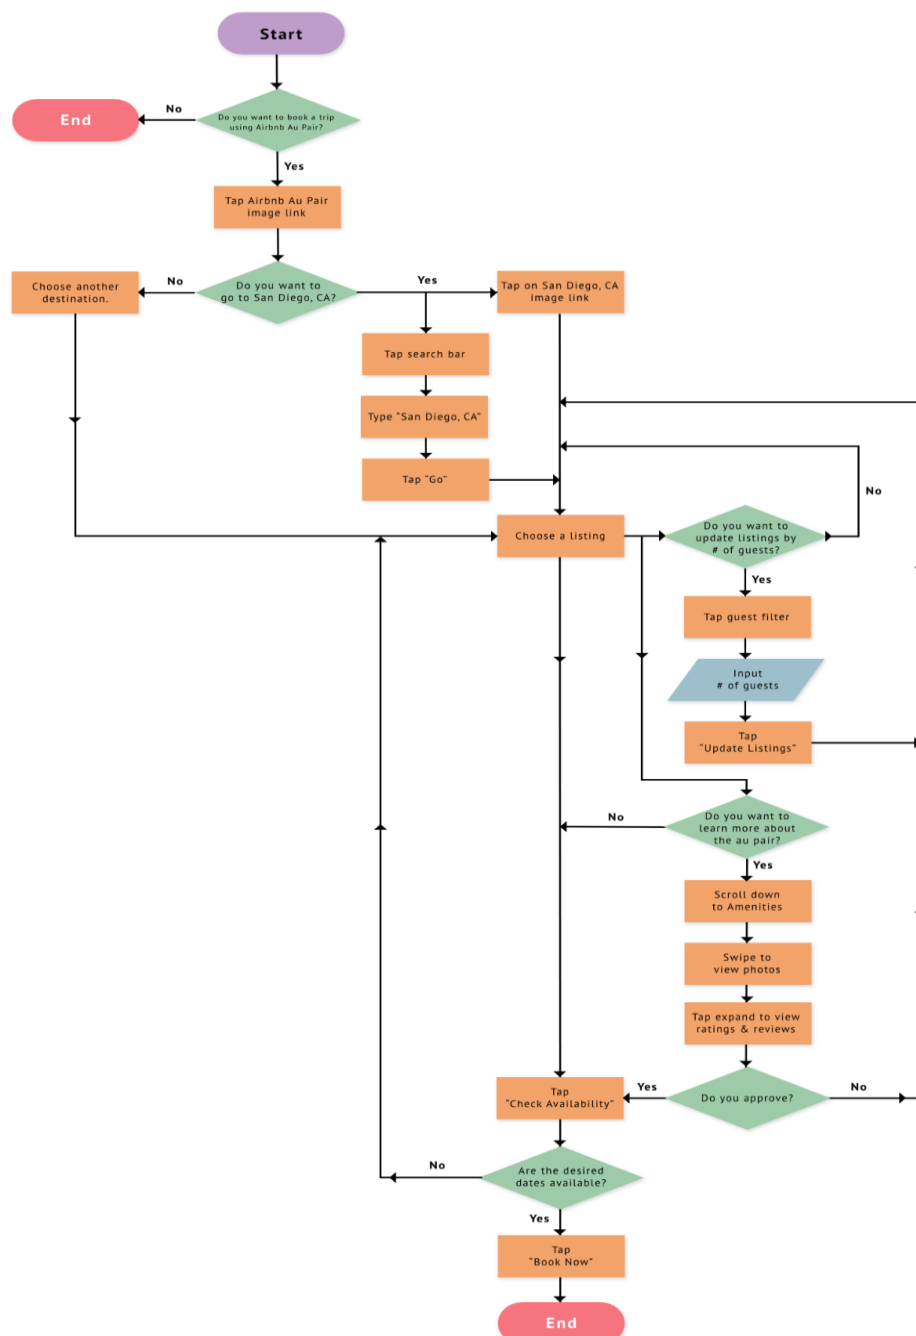 Start
Do you want to book a trip
using Airbnb Au Pair?
No
End
Yes
Tap Airbnb Au Pair
image link
Do you want to
go to San Diego, CA?
No
Choose another
destination.
Yes
Tap on San Diego, CA
image link
Tap search bar
Type "San Diego, CA"
Tap "Go"
Choose a listing
Do you want to
update listings by
# of guests?
No
Yes
Tap guest filter
Input
# of guests
Tap
"Update Listings"
Do you want to
learn more about
the au pair?
No
Yes
Scroll down
to Amenities
Swipe to
view photos
Tap expand to view
ratings & reviews
Do you approve?
Yes
No
Tap
"Check Availability"
Are the desired
dates available?
No
Yes
Tap
"Book Now"
End